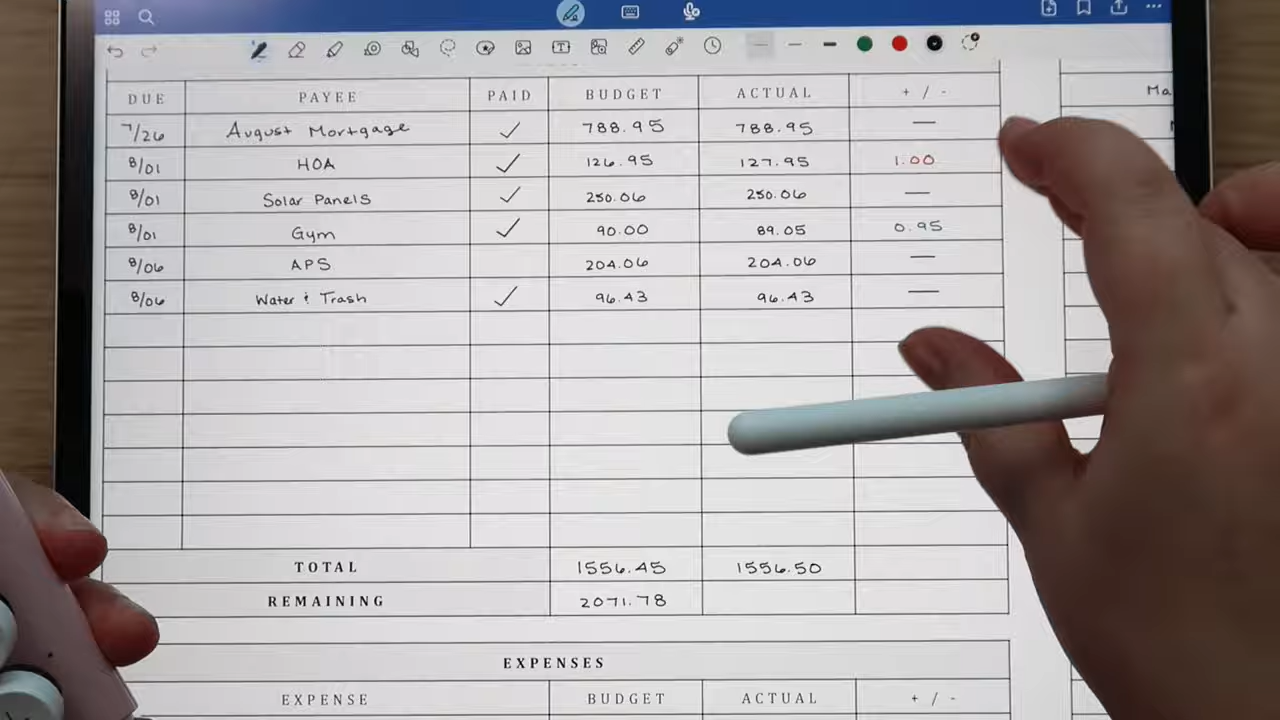 DUE PAYEE PAID BUDGET ACTUAL + / -
7/26 August Mortgage ✓ 788.95 788.95 —
8/01 HOA ✓ 126.95 127.95 1.00
8/01 Solar Panels ✓ 250.06 250.06 —
8/01 Gym ✓ 90.00 89.05 0.95
8/06 APS 204.06 204.06 —
8/06 Water & Trash ✓ 96.43 96.43 —
TOTAL 1556.45 1556.50
REMAINING 2071.78
EXPENSES
EXPENSE BUDGET ACTUAL + / -
Ma